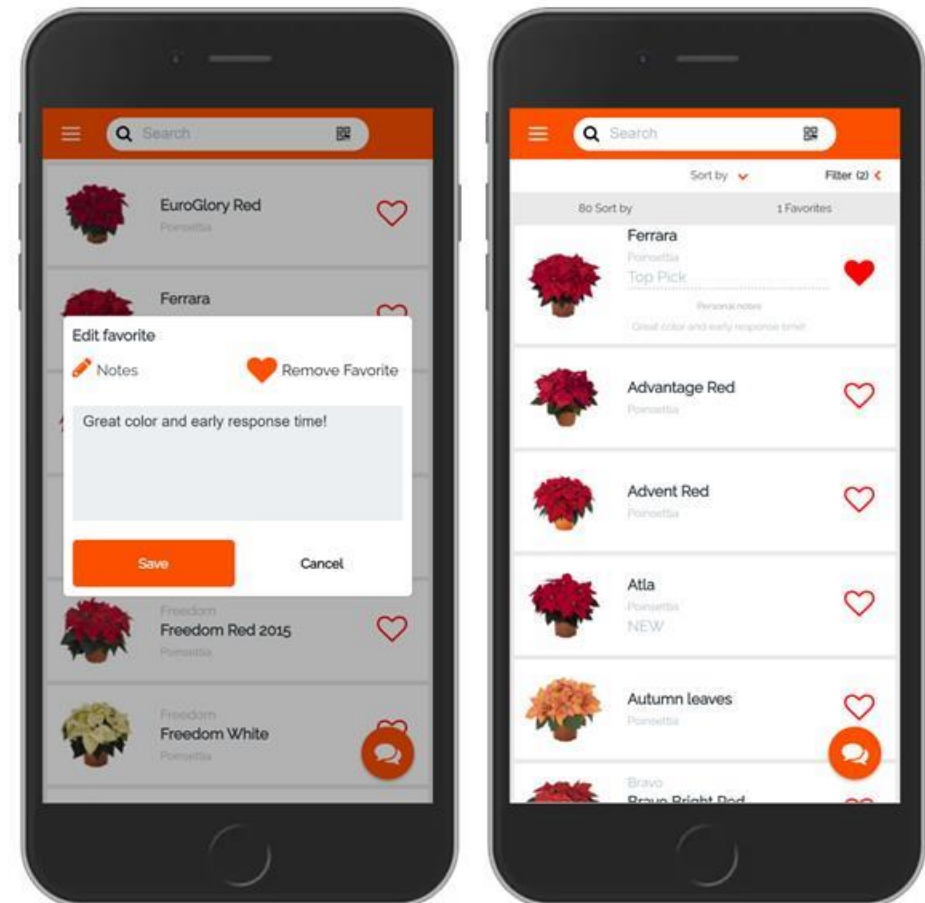 Search
EuroGlory Red
Poinsettia
Ferrara
Edit favorite
Notes
Remove Favorite
Great color and early response time!
Save
Cancel
Freedom
Freedom Red 2015
Poinsettia
Freedom
Freedom White
Poinsettia
Search
Sort by
Filter (2)
80 Sort by
1 Favorites
Ferrara
Poinsettia
Top Pick
Personal notes
Great color and early response time!
Advantage Red
Poinsettia
Advent Red
Poinsettia
Atla
Poinsettia
NEW
Autumn leaves
Poinsettia
Bravo
Bravo Bright Red